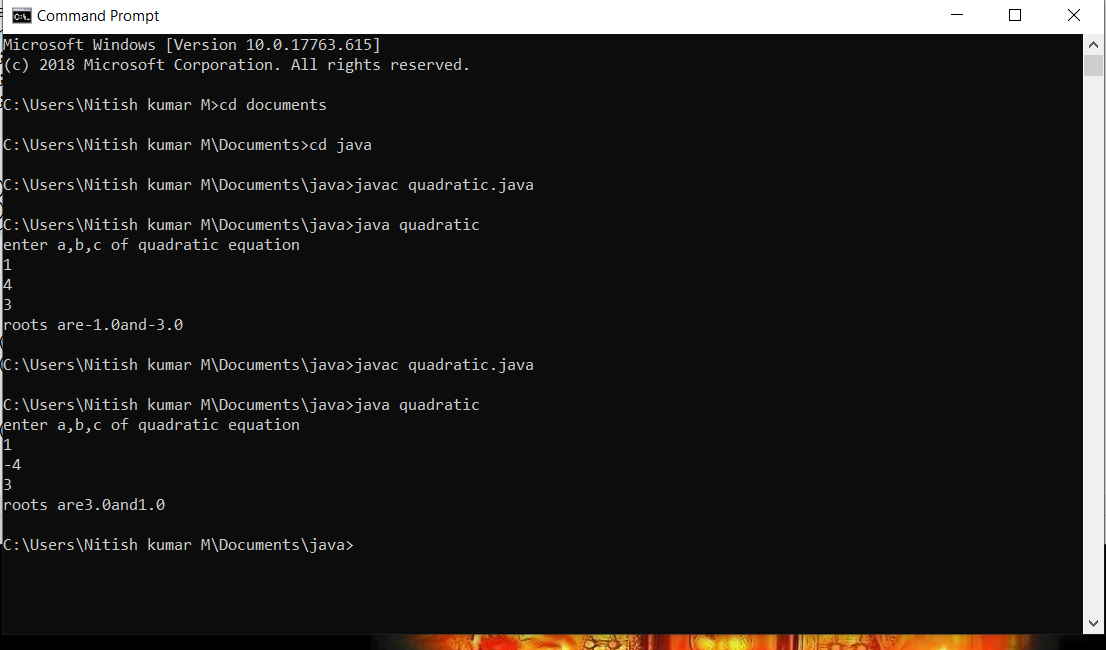 Command Prompt
Microsoft Windows [Version 10.0.17763.615]
(c) 2018 Microsoft Corporation. All rights reserved.
C:\Users\Nitish kumar M>cd documents
C:\Users\Nitish kumar M\Documents>cd java
C:\Users\Nitish kumar M\Documents\java>javac quadratic.java
C:\Users\Nitish kumar M\Documents\java>java quadratic
enter a,b,c of quadratic equation
1
4
3
roots are-1.0and-3.0
C:\Users\Nitish kumar M\Documents\java>javac quadratic.java
C:\Users\Nitish kumar M\Documents\java>java quadratic
enter a,b,c of quadratic equation
1
-4
3
roots are3.0and1.0
C:\Users\Nitish kumar M\Documents\java>